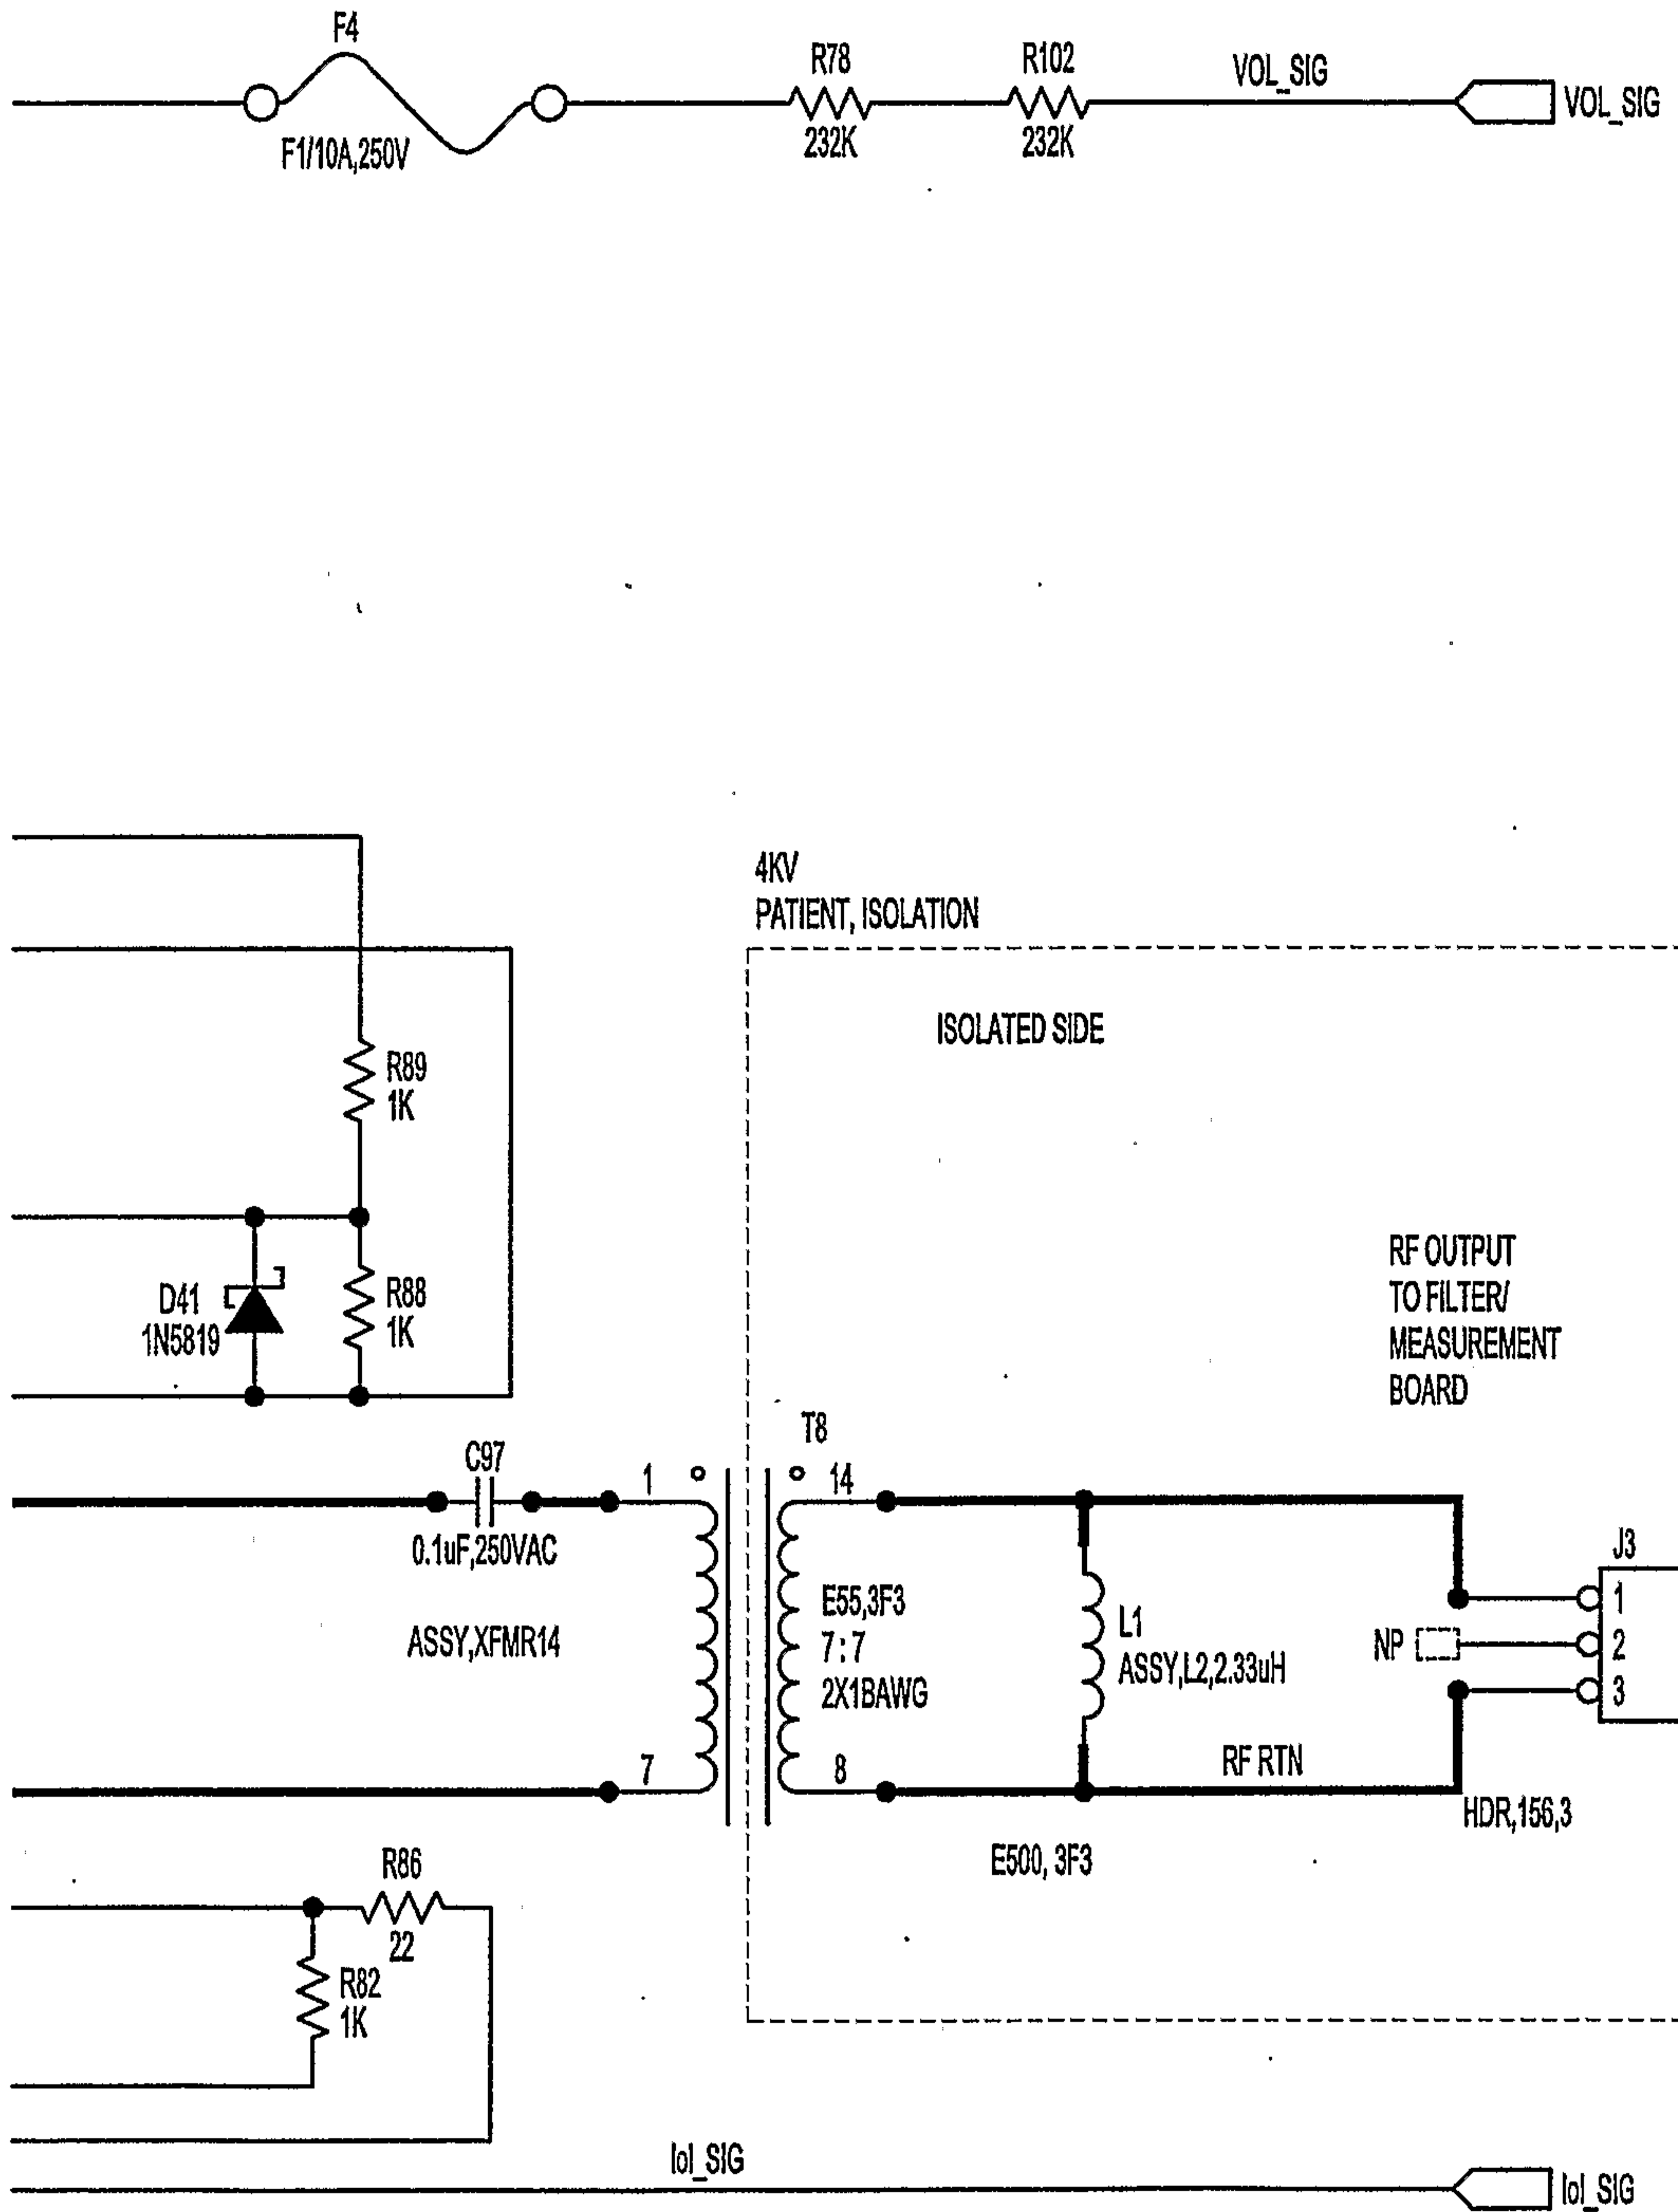 F4
F1/10A,250V
R78
232K
R102
232K
VOL_SIG
VOL_SIG
4KV
PATIENT, ISOLATION
ISOLATED SIDE
R89
1K
D41
1N5819
R88
1K
RF OUTPUT
TO FILTER/
MEASUREMENT
BOARD
C97
0.1uF,250VAC
ASSY,XFMR14
1
7
T8
14
E55,3F3
7:7
2X1BAWG
8
L1
ASSY,L2,2.33uH
E500, 3F3
RF RTN
J3
1
NP
2
3
HDR,156,3
R86
22
R82
1K
IoI_SIG
IoI_SIG